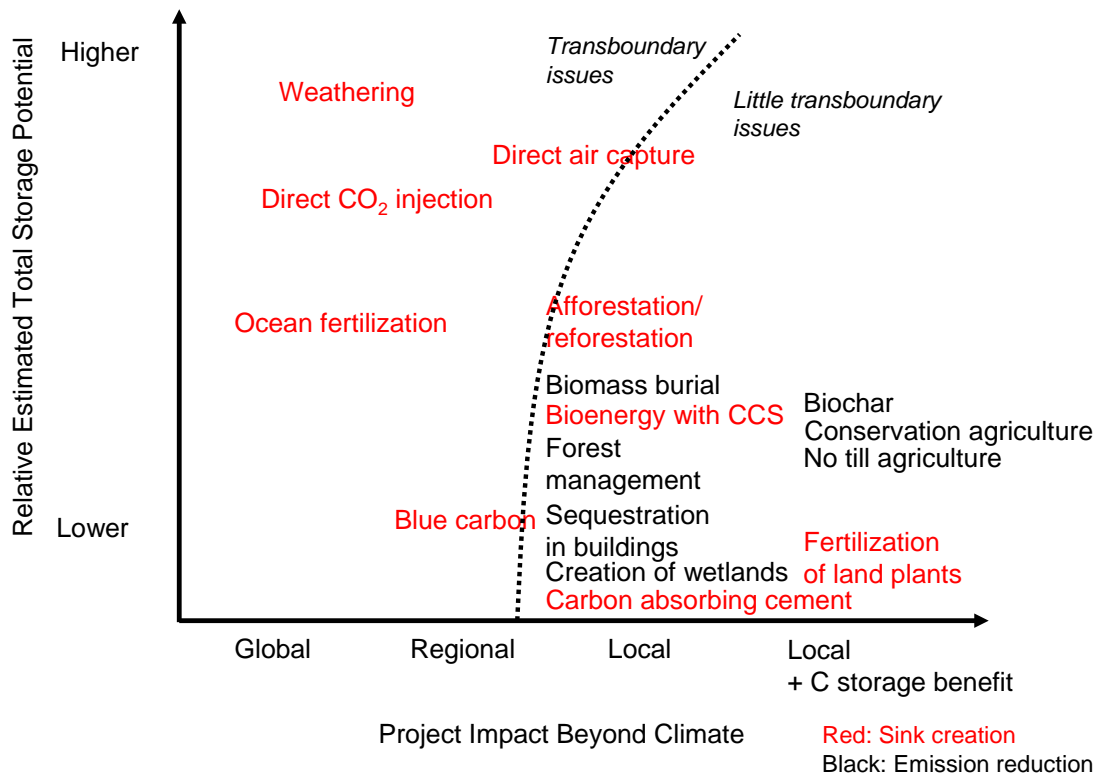 Relative Estimated Total Storage Potential
Higher
Lower
Transboundary
issues
Little transboundary
issues
Weathering
Direct air capture
Direct CO₂ injection
Ocean fertilization
Afforestation/
reforestation
Biomass burial
Bioenergy with CCS
Forest
management
Biochar
Conservation agriculture
No till agriculture
Blue carbon
Sequestration
in buildings
Creation of wetlands
Carbon absorbing cement
Fertilization
of land plants
Global
Regional
Local
Local
+ C storage benefit
Project Impact Beyond Climate
Red: Sink creation
Black: Emission reduction